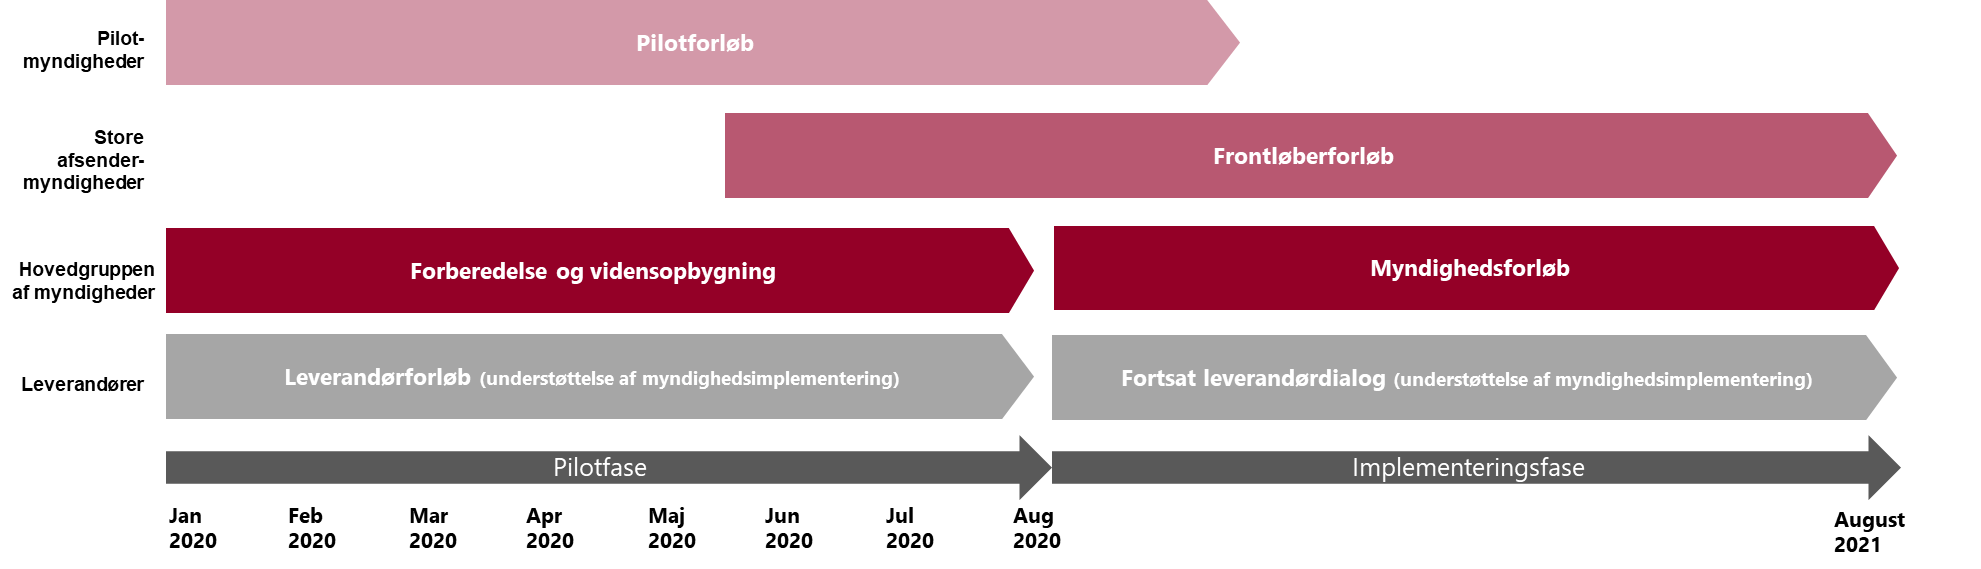 Pilot-
myndigheder
Pilotforløb
Store
afsender-
myndigheder
Frontløberforløb
Hovedgruppen
af myndigheder
Forberedelse og vidensopbygning
Myndighedsforløb
Leverandører
Leverandørforløb (understøttelse af myndighedsimplementering)
Fortsat leverandørdialog (understøttelse af myndighedsimplementering)
Pilotfase
Implementeringsfase
Jan
2020
Feb
2020
Mar
2020
Apr
2020
Maj
2020
Jun
2020
Jul
2020
Aug
2020
August
2021